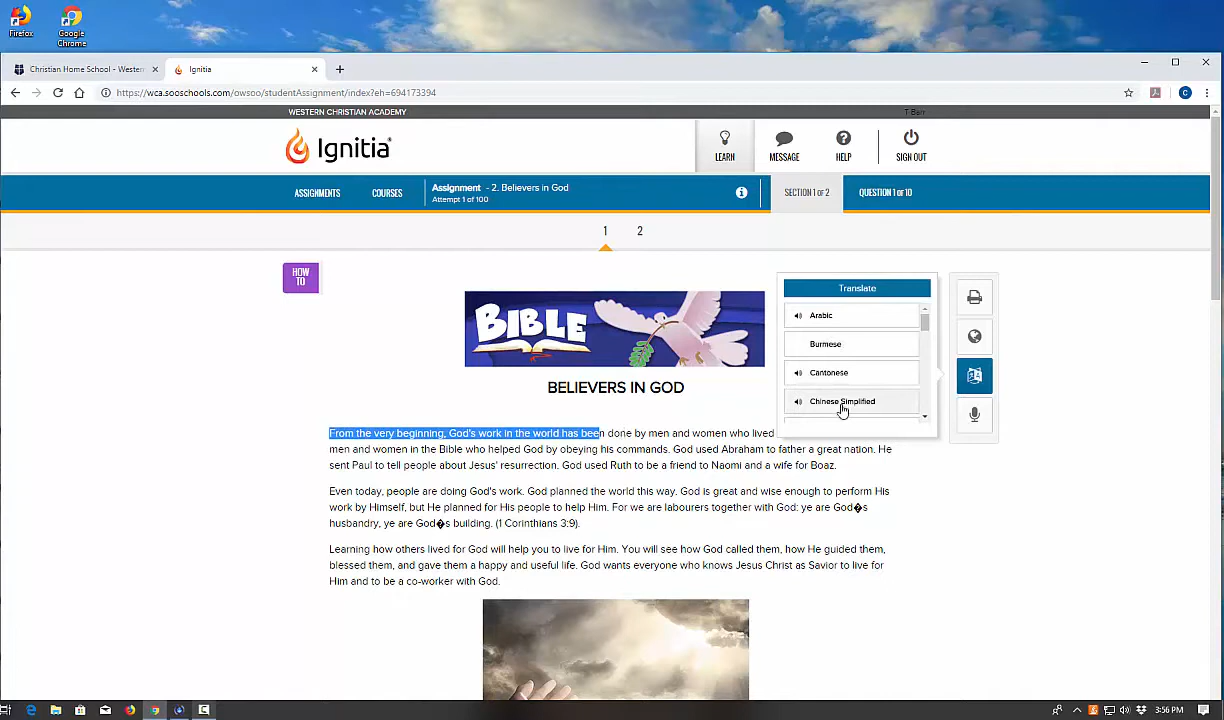 Firefox
Google
Chrome
Christian Home School - Wester
Ignitia
https://wca.sooschools.com/owsoo/studentAssignment/index?eh=694173394
C
WESTERN CHRISTIAN ACADEMY
T Barr
Ignitia
LEARN
MESSAGE
HELP
SIGN OUT
ASSIGNMENTS
COURSES
Assignment - 2. Believers in God
Attempt 1 of 100
SECTION 1 of 2
QUESTION 1 of 10
1
2
HOW
TO
BIBLE
Translate
Arabic
Burmese
Cantonese
Chinese Simplified
BELIEVERS IN GOD
From the very beginning, God's work in the world has been done by men and women who lived
men and women in the Bible who helped God by obeying his commands. God used Abraham to father a great nation. He
sent Paul to tell people about Jesus' resurrection. God used Ruth to be a friend to Naomi and a wife for Boaz.
Even today, people are doing God's work. God planned the world this way. God is great and wise enough to perform His
work by Himself, but He planned for His people to help Him. For we are labourers together with God: ye are God�s
husbandry, ye are God�s building. (1 Corinthians 3:9).
Learning how others lived for God will help you to live for Him. You will see how God called them, how He guided them,
blessed them, and gave them a happy and useful life. God wants everyone who knows Jesus Christ as Savior to live for
Him and to be a co-worker with God.
3:56 PM